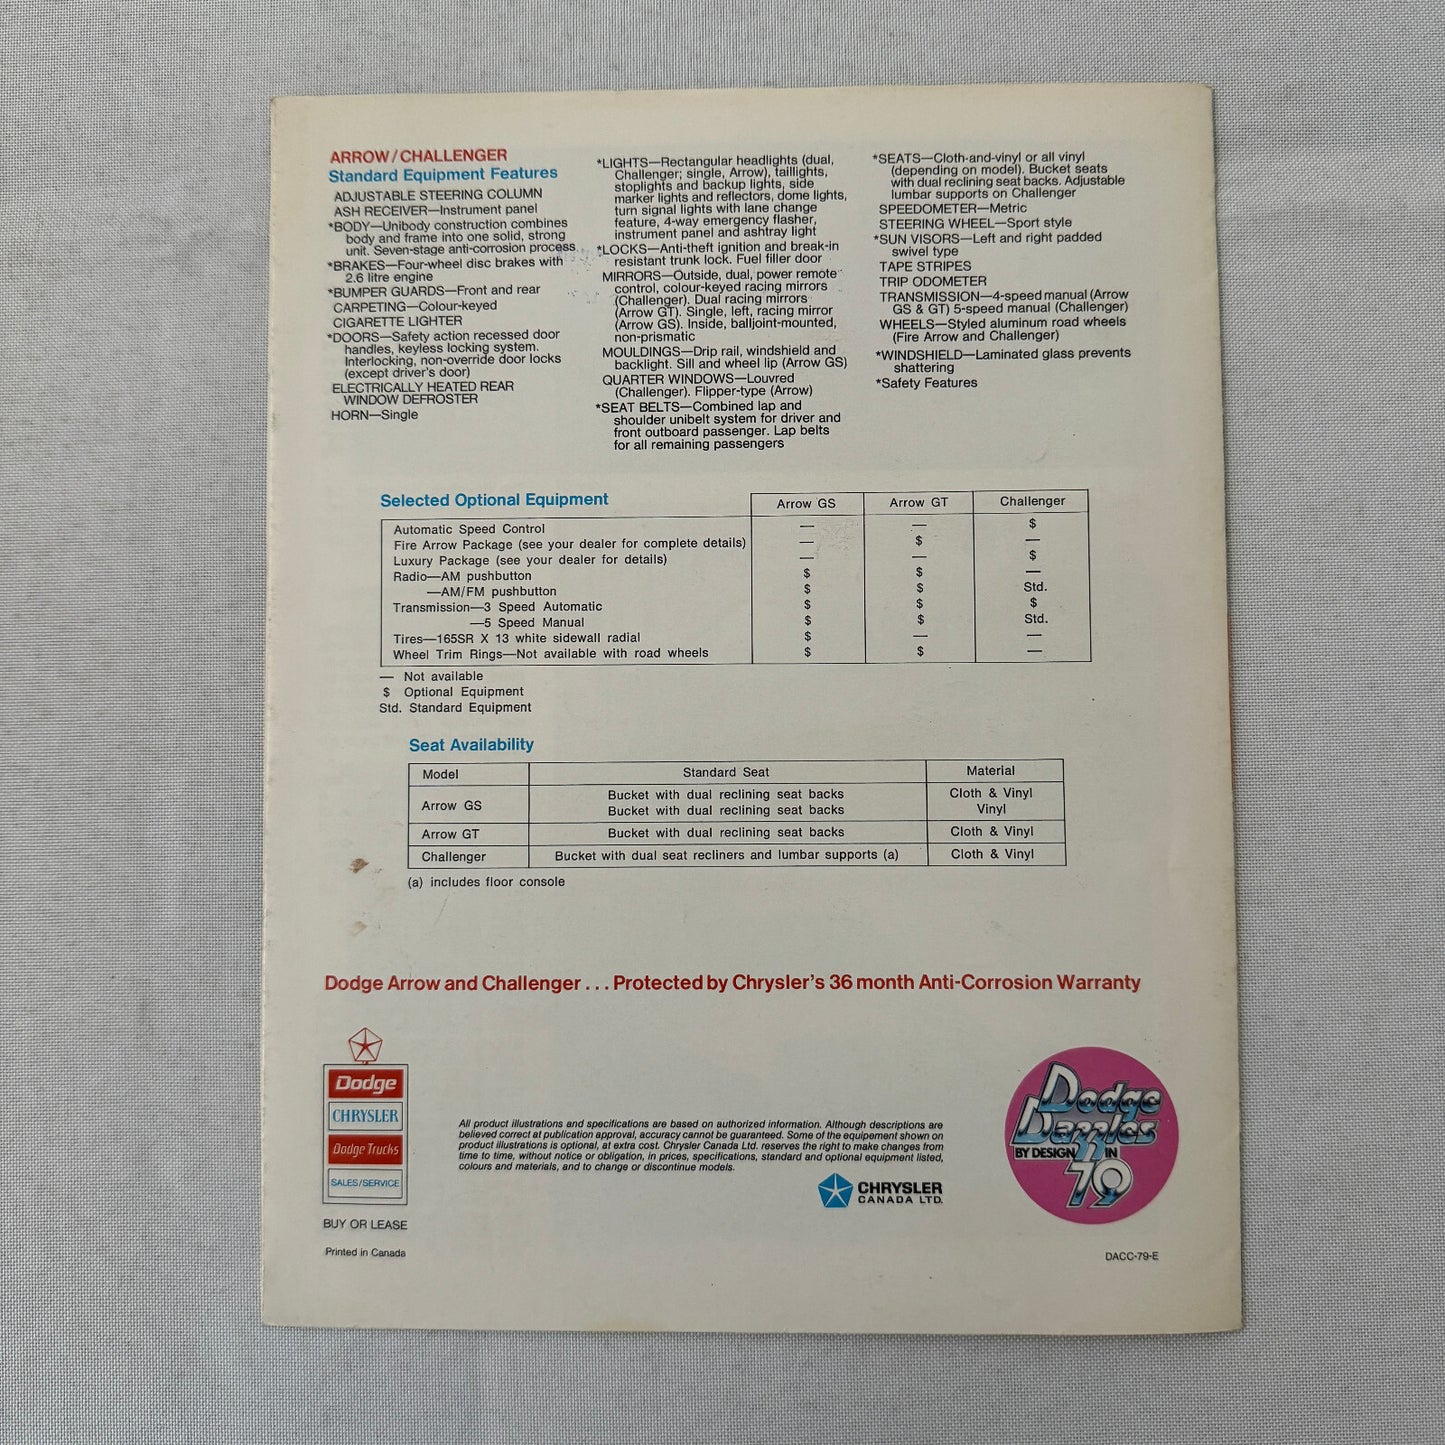 ARROW/CHALLENGER
Standard Equipment Features
ADJUSTABLE STEERING COLUMN
ASH RECEIVER—Instrument panel
*BODY—Unibody construction combines
body and frame into one solid, strong
unit. Seven-stage anti-corrosion process
*BRAKES—Four-wheel disc brakes with
2.6 litre engine
*BUMPER GUARDS—Front and rear
CARPETING—Colour-keyed
CIGARETTE LIGHTER
*DOORS—Safety action recessed door
handles, keyless locking system.
Interlocking, non-override door locks
(except driver's door)
ELECTRICALLY HEATED REAR
WINDOW DEFROSTER
HORN—Single
*LIGHTS—Rectangular headlights (dual,
Challenger; single, Arrow), taillights,
stoplights and backup lights, side
marker lights and reflectors, dome lights,
turn signal lights with lane change
feature, 4-way emergency flasher,
instrument panel and ashtray light
*LOCKS—Anti-theft ignition and break-in
resistant trunk lock. Fuel filler door
MIRRORS—Outside, dual, power remote
control, colour-keyed racing mirrors
(Challenger). Dual racing mirrors
(Arrow GT). Single, left, racing mirror
(Arrow GS). Inside, balljoint-mounted,
non-prismatic
MOULDINGS—Drip rail, windshield and
backlight. Sill and wheel lip (Arrow GS)
QUARTER WINDOWS—Louvred
(Challenger). Flipper-type (Arrow)
*SEAT BELTS—Combined lap and
shoulder unibelt system for driver and
front outboard passenger. Lap belts
for all remaining passengers
*SEATS—Cloth-and-vinyl or all vinyl
(depending on model). Bucket seats
with dual reclining seat backs. Adjustable
lumbar supports on Challenger
SPEEDOMETER—Metric
STEERING WHEEL—Sport style
*SUN VISORS—Left and right padded
swivel type
TAPE STRIPES
TRIP ODOMETER
TRANSMISSION—4-speed manual (Arrow
GS & GT) 5-speed manual (Challenger)
WHEELS—Styled aluminum road wheels
(Fire Arrow and Challenger)
*WINDSHIELD—Laminated glass prevents
shattering
*Safety Features
Selected Optional Equipment Arrow GS Arrow GT Challenger
Automatic Speed Control — — $
Fire Arrow Package (see your dealer for complete details) — $ —
Luxury Package (see your dealer for details) — — $
Radio—AM pushbutton $ $ —
—AM/FM pushbutton $ $ Std.
Transmission—3 Speed Automatic $ $ $
—5 Speed Manual $ $ Std.
Tires—165SR X 13 white sidewall radial $ — —
Wheel Trim Rings—Not available with road wheels $ $ —
— Not available
$ Optional Equipment
Std. Standard Equipment
Seat Availability
Model Standard Seat Material
Arrow GS Bucket with dual reclining seat backs Cloth & Vinyl
Bucket with dual reclining seat backs Vinyl
Arrow GT Bucket with dual reclining seat backs Cloth & Vinyl
Challenger Bucket with dual seat recliners and lumbar supports (a) Cloth & Vinyl
(a) includes floor console
Dodge Arrow and Challenger . . . Protected by Chrysler's 36 month Anti-Corrosion Warranty
Dodge
CHRYSLER
Dodge Trucks
SALES/SERVICE
BUY OR LEASE
Printed in Canada
All product illustrations and specifications are based on authorized information. Although descriptions are
believed correct at publication approval, accuracy cannot be guaranteed. Some of the equipement shown on
product illustrations is optional, at extra cost. Chrysler Canada Ltd. reserves the right to make changes from
time to time, without notice or obligation, in prices, specifications, standard and optional equipment listed,
colours and materials, and to change or discontinue models.
CHRYSLER
CANADA LTD.
Dodge
Dazzles
BY DESIGN IN
79
DACC-79-E